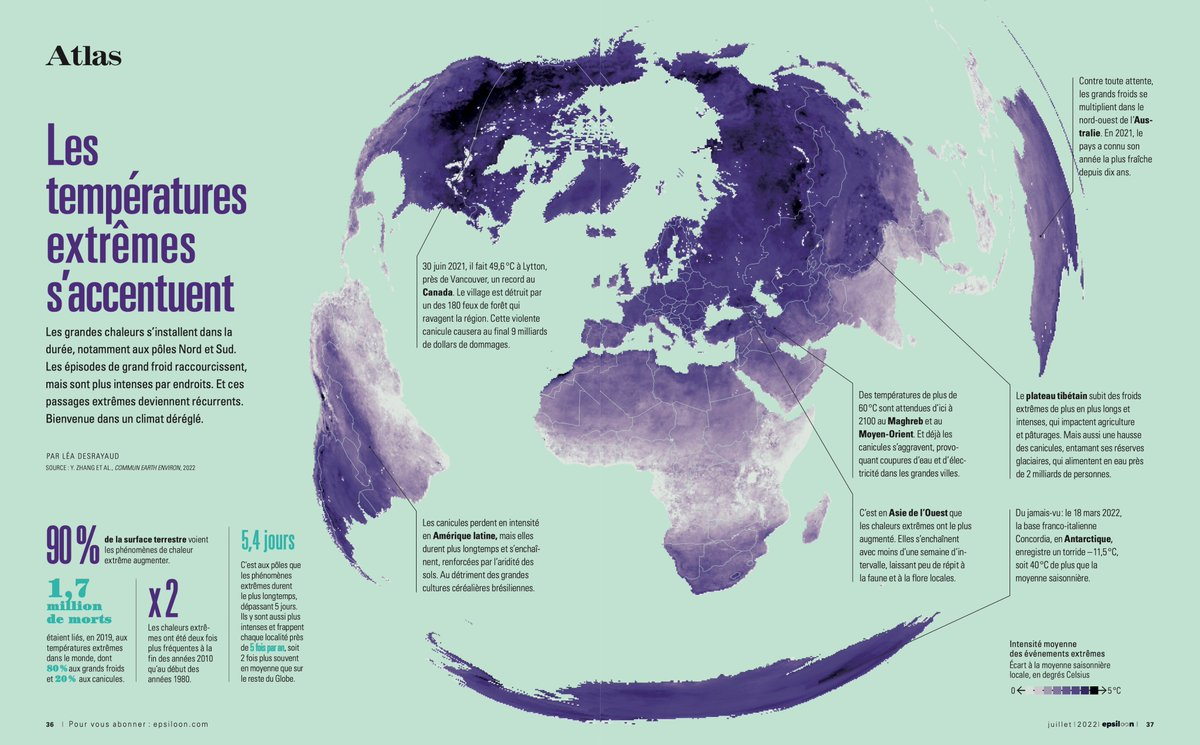 Atlas
Les
températures
extrêmes
s’accentuent
Les grandes chaleurs s’installent dans la
durée, notamment aux pôles Nord et Sud.
Les épisodes de grand froid raccourcissent,
mais sont plus intenses par endroits. Et ces
passages extrêmes deviennent récurrents.
Bienvenue dans un climat déréglé.
PAR LÉA DESRAYAUD
SOURCE : Y. ZHANG ET AL., COMMUN EARTH ENVIRON, 2022
90 %
de la surface terrestre voient
les phénomènes de chaleur
extrême augmenter.
1,7
million
de morts
étaient liés, en 2019, aux
températures extrêmes
dans le monde, dont
80 % aux grands froids
et 20 % aux canicules.
x 2
Les chaleurs extrê-
mes ont été deux fois
plus fréquentes à la
fin des années 2010
qu’au début des
années 1980.
5,4 jours
C’est aux pôles que
les phénomènes
extrêmes durent
le plus longtemps,
dépassant 5 jours.
Ils y sont aussi plus
intenses et frappent
chaque localité près
de 5 fois par an, soit
2 fois plus souvent
en moyenne que sur
le reste du Globe.
30 juin 2021, il fait 49,6 °C à Lytton,
près de Vancouver, un record au
Canada. Le village est détruit par
un des 180 feux de forêt qui
ravagent la région. Cette violente
canicule causera au final 9 milliards
de dollars de dommages.
Les canicules perdent en intensité
en Amérique latine, mais elles
durent plus longtemps et s’enchaî-
nent, renforcées par l’aridité des
sols. Au détriment des grandes
cultures céréalières brésiliennes.
Contre toute attente,
les grands froids se
multiplient dans le
nord-ouest de l’Aus-
tralie. En 2021, le
pays a connu son
année la plus fraîche
depuis dix ans.
Des températures de plus de
60 °C sont attendues d’ici à
2100 au Maghreb et au
Moyen-Orient. Et déjà les
canicules s’aggravent, provo-
quant coupures d’eau et d’élec-
tricité dans les grandes villes.
Le plateau tibétain subit des froids
extrêmes de plus en plus longs et
intenses, qui impactent agriculture
et pâturages. Mais aussi une hausse
des canicules, entamant ses réserves
glaciaires, qui alimentent en eau près
de 2 milliards de personnes.
C’est en Asie de l’Ouest que
les chaleurs extrêmes ont le plus
augmenté. Elles s’enchaînent
avec moins d’une semaine d’in-
tervalle, laissant peu de répit à
la faune et à la flore locales.
Du jamais-vu : le 18 mars 2022,
la base franco-italienne
Concordia, en Antarctique,
enregistre un torride – 11,5 °C,
soit 40 °C de plus que la
moyenne saisonnière.
Intensité moyenne
des événements extrêmes
Écart à la moyenne saisonnière
locale, en degrés Celsius
0 5 °C
36 | Pour vous abonner : epsiloon.com
juillet | 2022 | epsiloon | 37